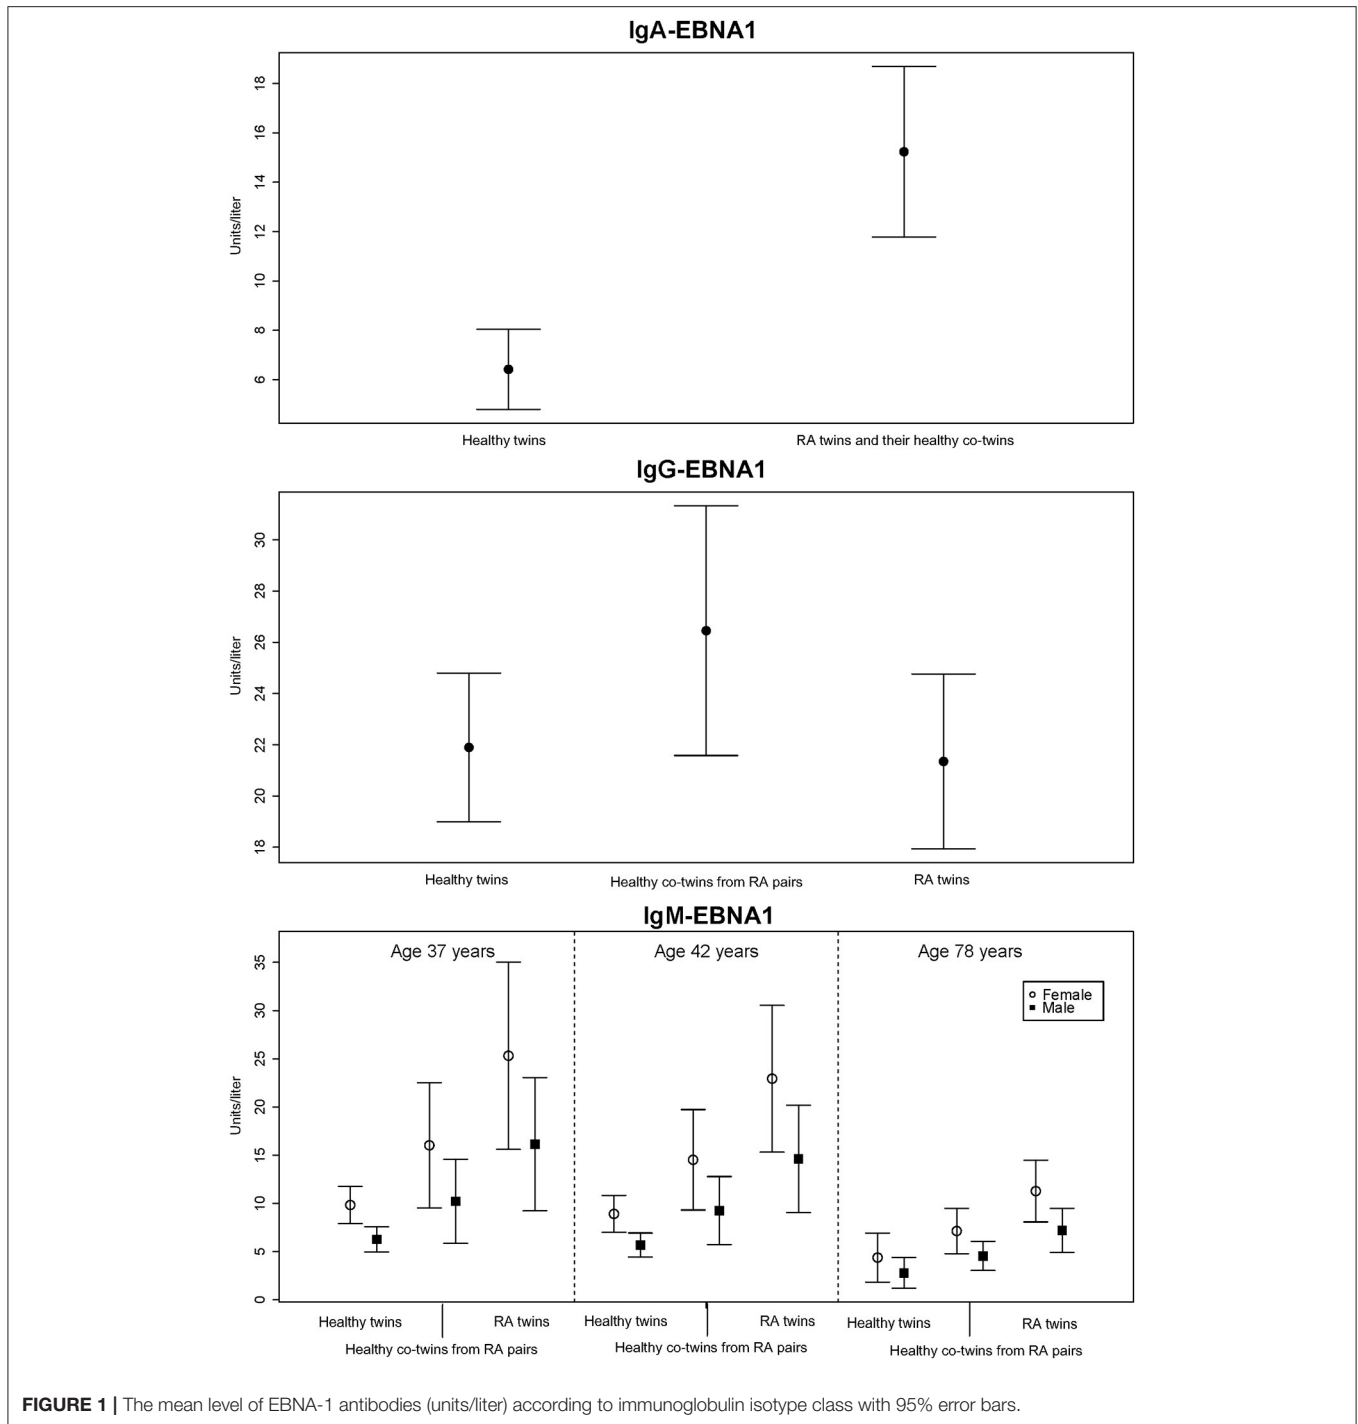 IgA-EBNA1
18
16
14
12
10
8
6
Units/liter
Healthy twins RA twins and their healthy co-twins
IgG-EBNA1
30
28
26
24
22
20
18
Units/liter
Healthy twins Healthy co-twins from RA pairs RA twins
IgM-EBNA1
Age 37 years Age 42 years Age 78 years
35
30
25
20
15
10
5
0
Units/liter
Female
Male
Healthy twins RA twins Healthy twins RA twins Healthy twins RA twins
Healthy co-twins from RA pairs Healthy co-twins from RA pairs Healthy co-twins from RA pairs
FIGURE 1 | The mean level of EBNA-1 antibodies (units/liter) according to immunoglobulin isotype class with 95% error bars.